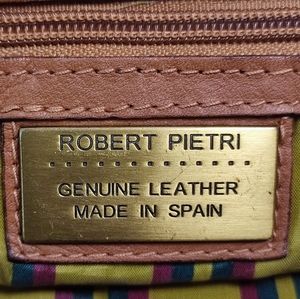 ROBERT PIETRI
GENUINE LEATHER
MADE IN SPAIN